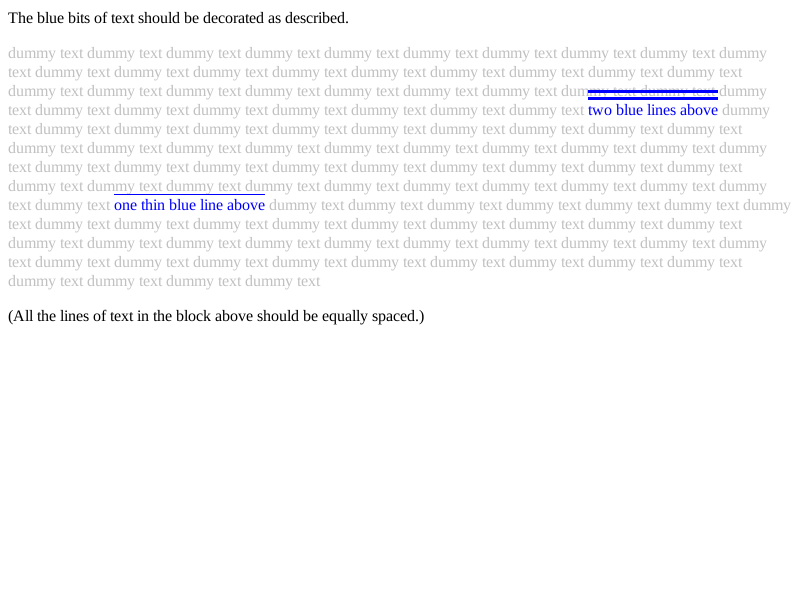 The blue bits of text should be decorated as described.
dummy text dummy text dummy text dummy text dummy text dummy text dummy text dummy text dummy text dummy
text dummy text dummy text dummy text dummy text dummy text dummy text dummy text dummy text dummy text
dummy text dummy text dummy text dummy text dummy text dummy text dummy text dummy text dummy text dummy
text dummy text dummy text dummy text dummy text dummy text dummy text dummy text two blue lines above dummy
text dummy text dummy text dummy text dummy text dummy text dummy text dummy text dummy text dummy text
dummy text dummy text dummy text dummy text dummy text dummy text dummy text dummy text dummy text dummy
text dummy text dummy text dummy text dummy text dummy text dummy text dummy text dummy text dummy text
dummy text dummy text dummy text dummy text dummy text dummy text dummy text dummy text dummy text dummy
text dummy text one thin blue line above dummy text dummy text dummy text dummy text dummy text dummy text dummy
text dummy text dummy text dummy text dummy text dummy text dummy text dummy text dummy text dummy text
dummy text dummy text dummy text dummy text dummy text dummy text dummy text dummy text dummy text dummy
text dummy text dummy text dummy text dummy text dummy text dummy text dummy text dummy text dummy text
dummy text dummy text dummy text dummy text
(All the lines of text in the block above should be equally spaced.)